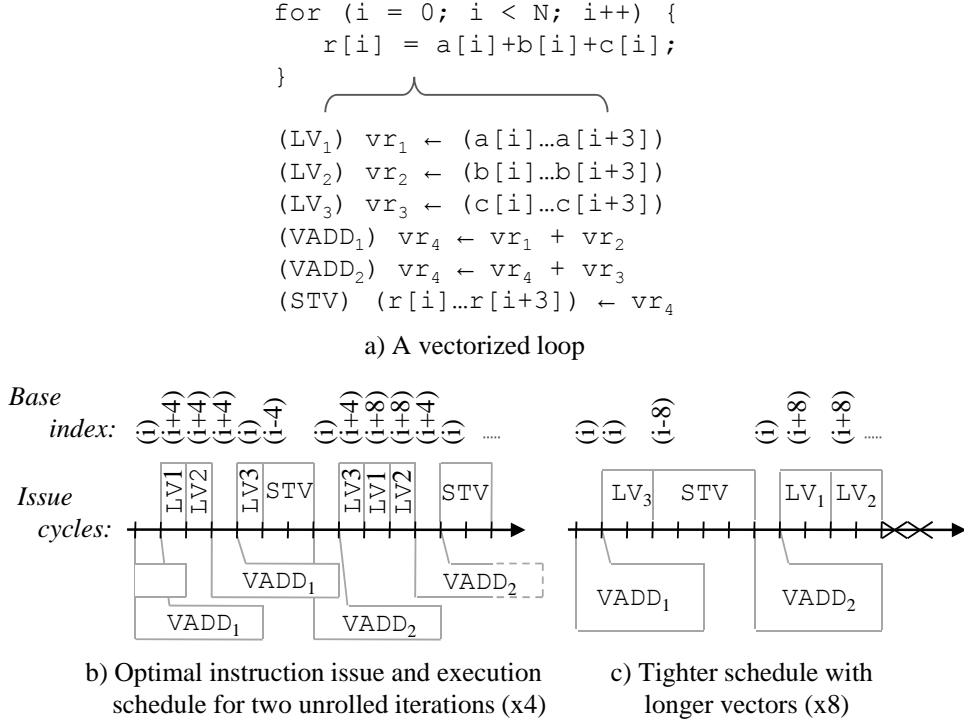 for (i = 0; i < N; i++) {
r[i] = a[i]+b[i]+c[i];
}
(LV₁) vr₁ ← (a[i]…a[i+3])
(LV₂) vr₂ ← (b[i]…b[i+3])
(LV₃) vr₃ ← (c[i]…c[i+3])
(VADD₁) vr₄ ← vr₁ + vr₂
(VADD₂) vr₄ ← vr₄ + vr₃
(STV) (r[i]…r[i+3]) ← vr₄
a) A vectorized loop
Base
index:
(i) (i+4) (i+4) (i+4) (i) (i-4) (i) (i+4) (i+8) (i+8) (i+4) (i) .....
(i) (i) (i-8) (i) (i+8) (i+8) .....
Issue
cycles:
LV1 LV2 LV3 STV LV3 LV1 LV2 STV
LV₃ STV LV₁ LV₂
VADD₁ VADD₂
VADD₁ VADD₂
VADD₁ VADD₂
b) Optimal instruction issue and execution
schedule for two unrolled iterations (x4)
c) Tighter schedule with
longer vectors (x8)